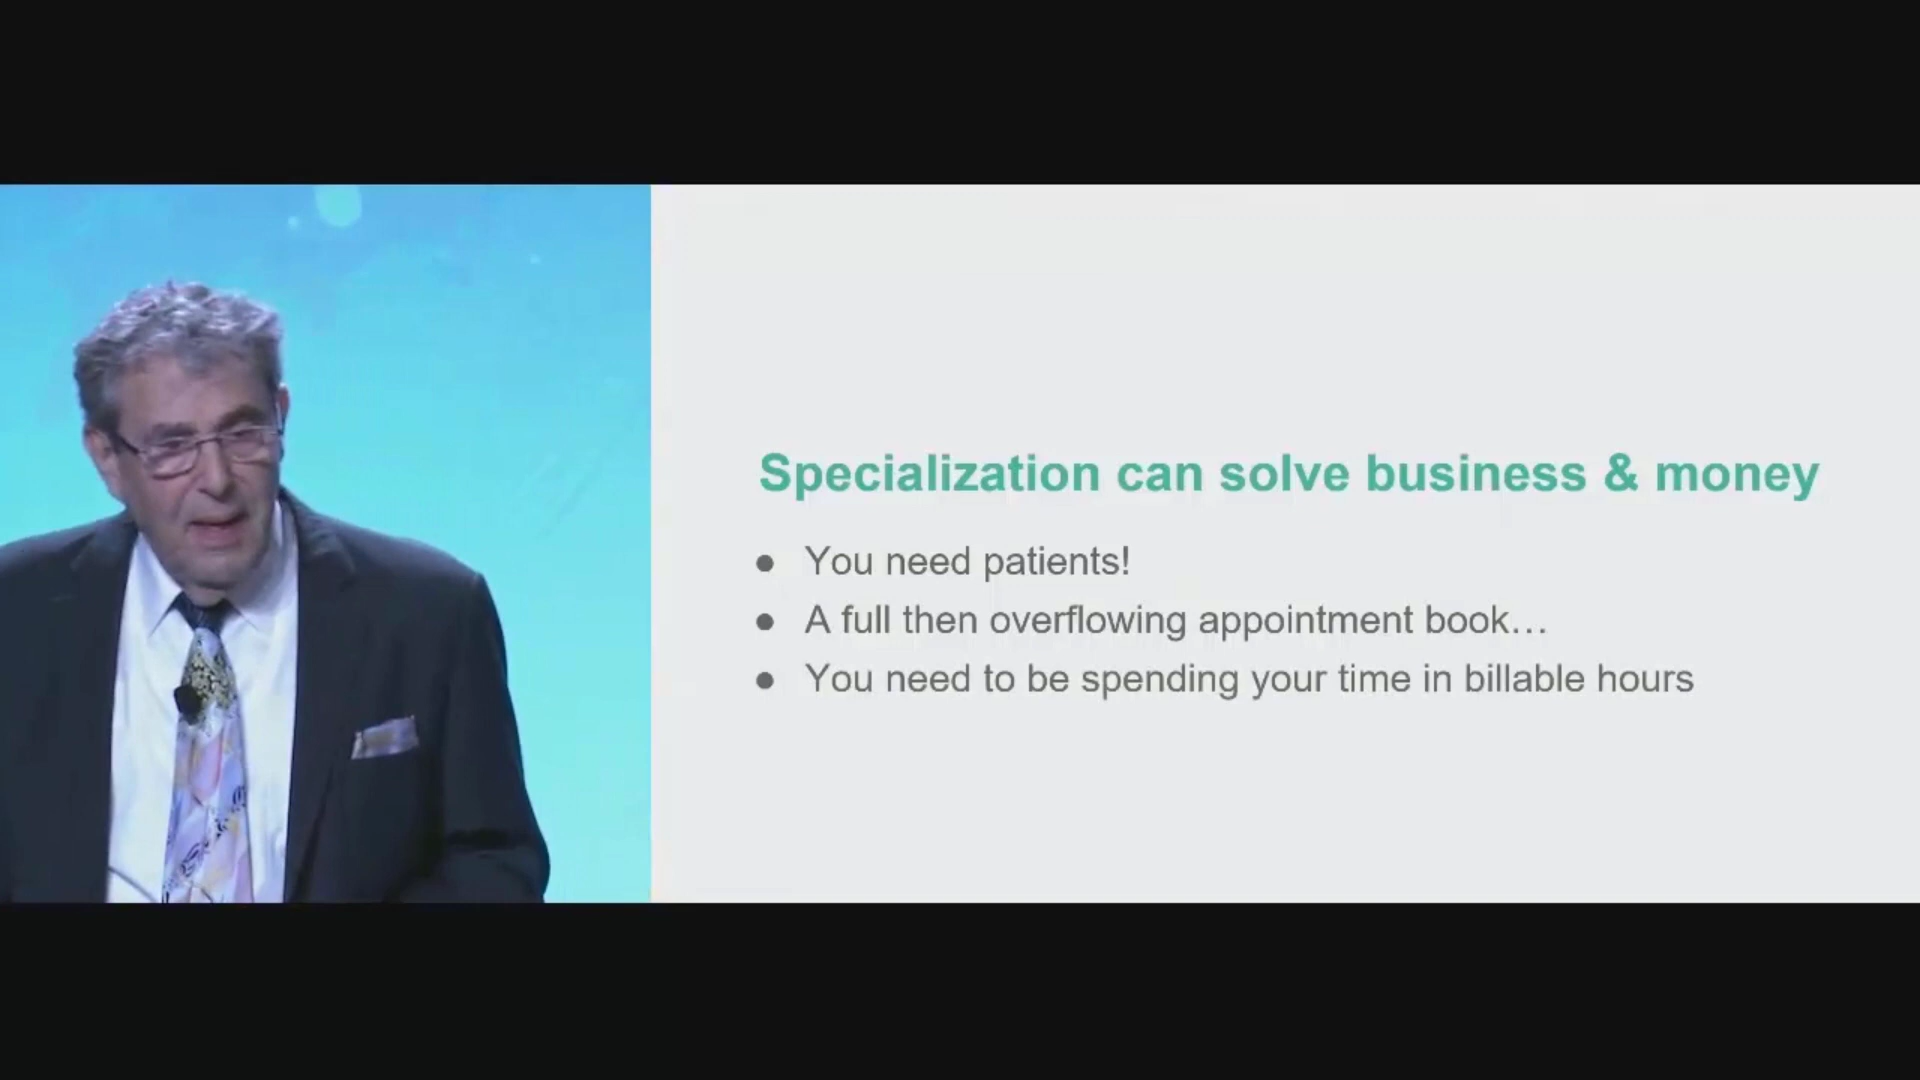 Specialization can solve business & money
● You need patients!
● A full then overflowing appointment book…
● You need to be spending your time in billable hours